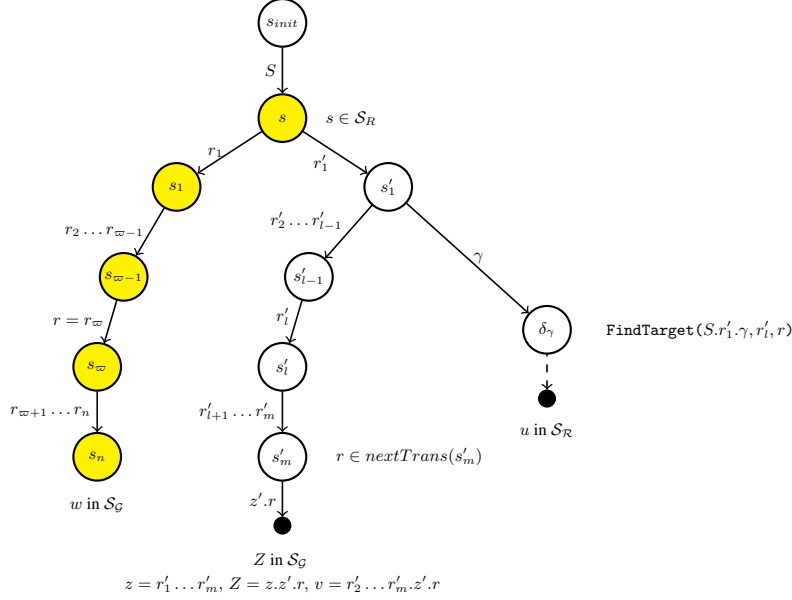 s_{init}
S
s
s ∈ 𝒮_R
r_1
r'_1
s_1
s'_1
r_2 … r_{ϖ−1}
r'_2 … r'_{l−1}
γ
s_{ϖ−1}
s'_{l−1}
r = r_ϖ
r'_l
δ_γ
FindTarget(S.r'_1.γ, r'_l, r)
s_ϖ
s'_l
r_{ϖ+1} … r_n
r'_{l+1} … r'_m
u in 𝒮_ℛ
s_n
s'_m
r ∈ nextTrans(s'_m)
w in 𝒮_𝒢
z'.r
Z in 𝒮_𝒢
z = r'_1 … r'_m, Z = z.z'.r, v = r'_2 … r'_m.z'.r